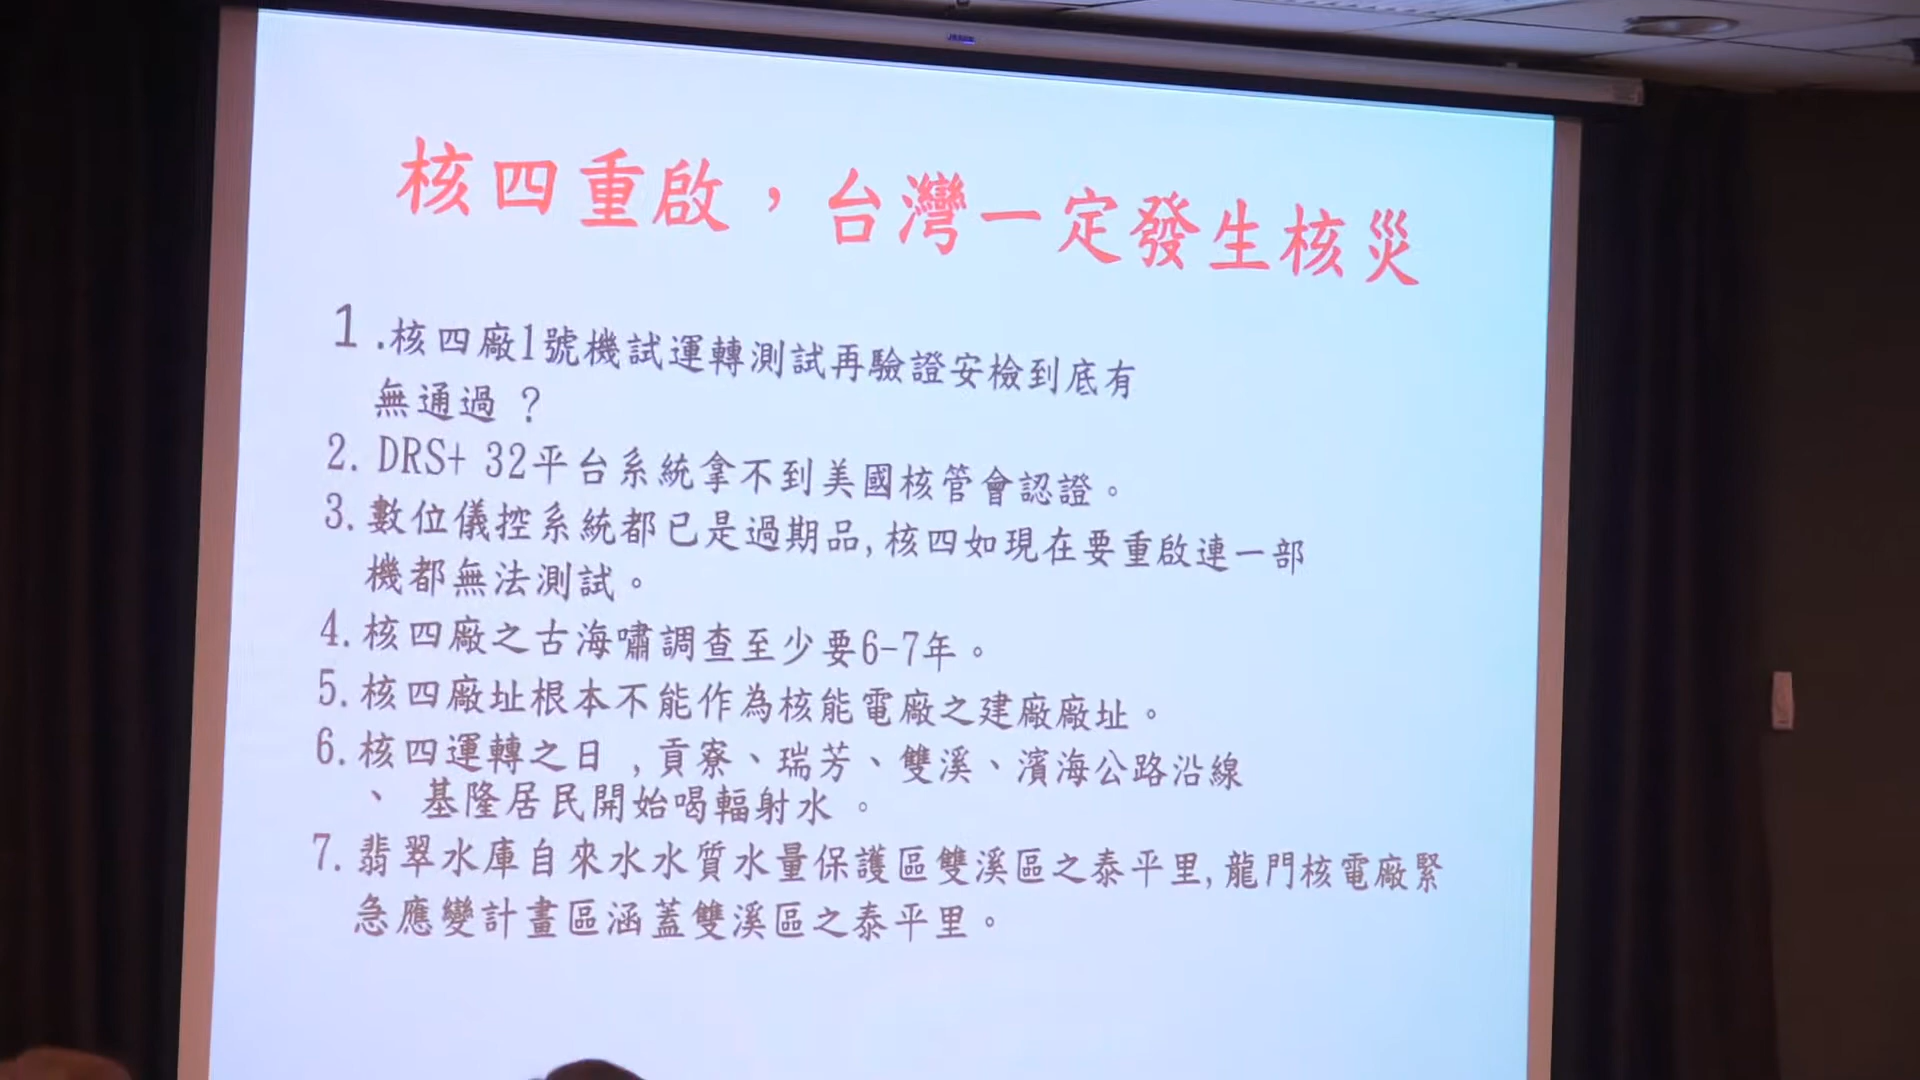 核四重啟，台灣一定發生核災
1.核四廠1號機試運轉測試再驗證安檢到底有
無通過？
2. DRS+ 32平台系統拿不到美國核管會認證。
3. 數位儀控系統都已是過期品,核四如現在要重啟連一部
機都無法測試。
4. 核四廠之古海嘯調查至少要6-7年。
5. 核四廠址根本不能作為核能電廠之建廠廠址。
6. 核四運轉之日 ,貢寮、瑞芳、雙溪、濱海公路沿線
、 基隆居民開始喝輻射水 。
7. 翡翠水庫自來水水質水量保護區雙溪區之泰平里,龍門核電廠緊
急應變計畫區涵蓋雙溪區之泰平里。